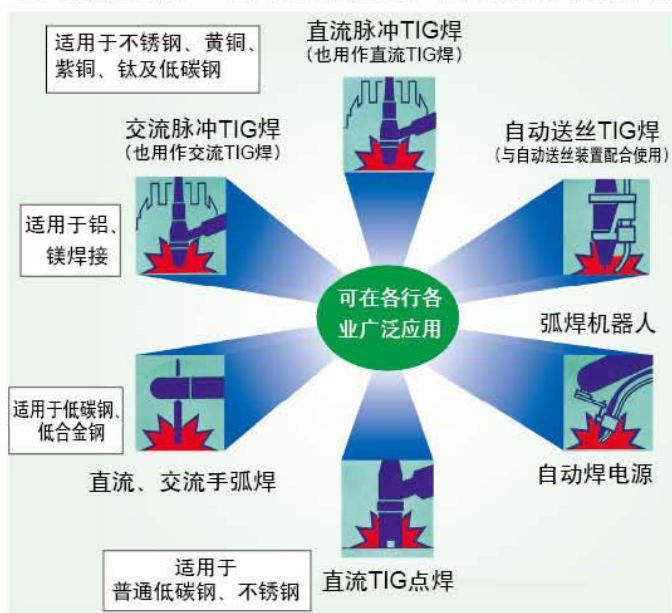 适用于不锈钢、黄铜、
紫铜、钛及低碳钢
直流脉冲TIG焊
(也用作直流TIG焊)
交流脉冲TIG焊
(也用作交流TIG焊)
自动送丝TIG焊
(与自动送丝装置配合使用)
适用于铝、
镁焊接
可在各行各
业广泛应用
弧焊机器人
适用于低碳钢、
低合金钢
直流、交流手弧焊
自动焊电源
适用于
普通低碳钢、不锈钢
直流TIG点焊